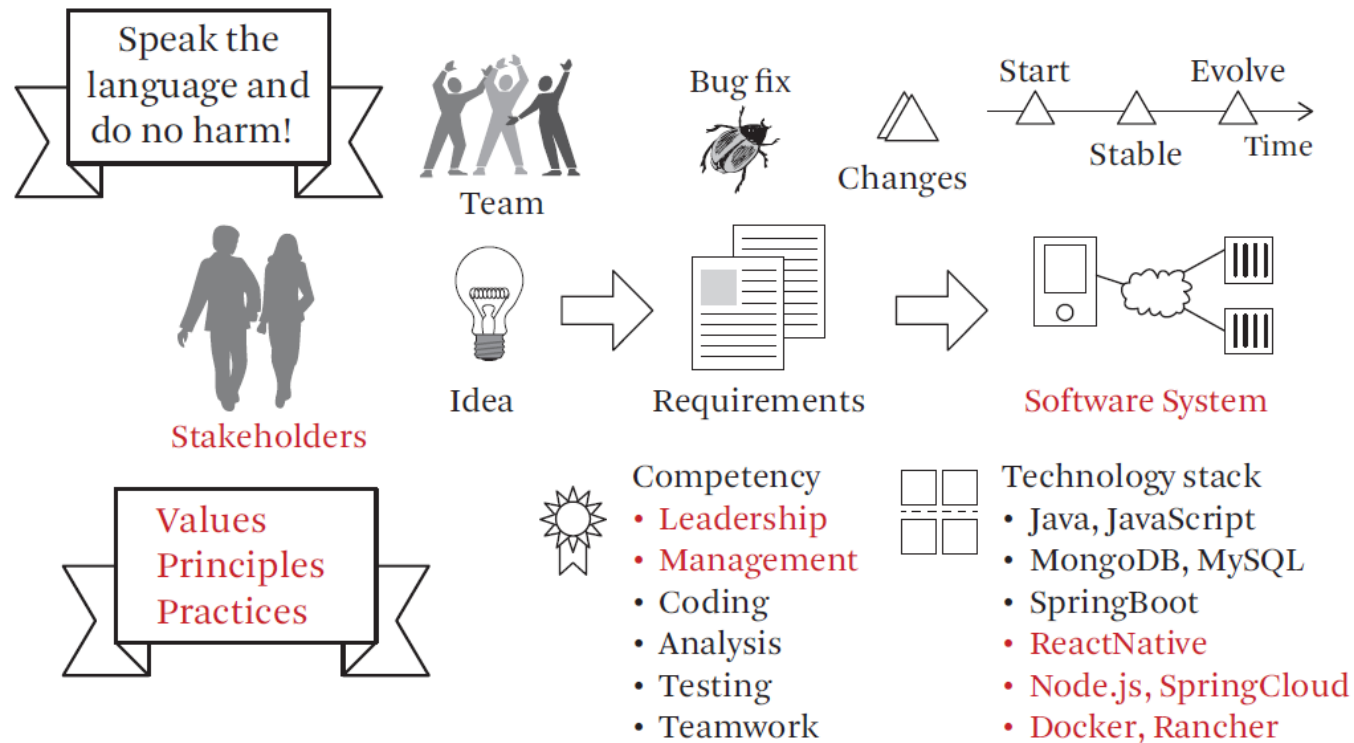 Speak the
language and
do no harm!
Team
Bug fix
Changes
Start
Evolve
Stable
Time
Stakeholders
Idea
Requirements
Software System
Values
Principles
Practices
Competency
• Leadership
• Management
• Coding
• Analysis
• Testing
• Teamwork
Technology stack
• Java, JavaScript
• MongoDB, MySQL
• SpringBoot
• ReactNative
• Node.js, SpringCloud
• Docker, Rancher